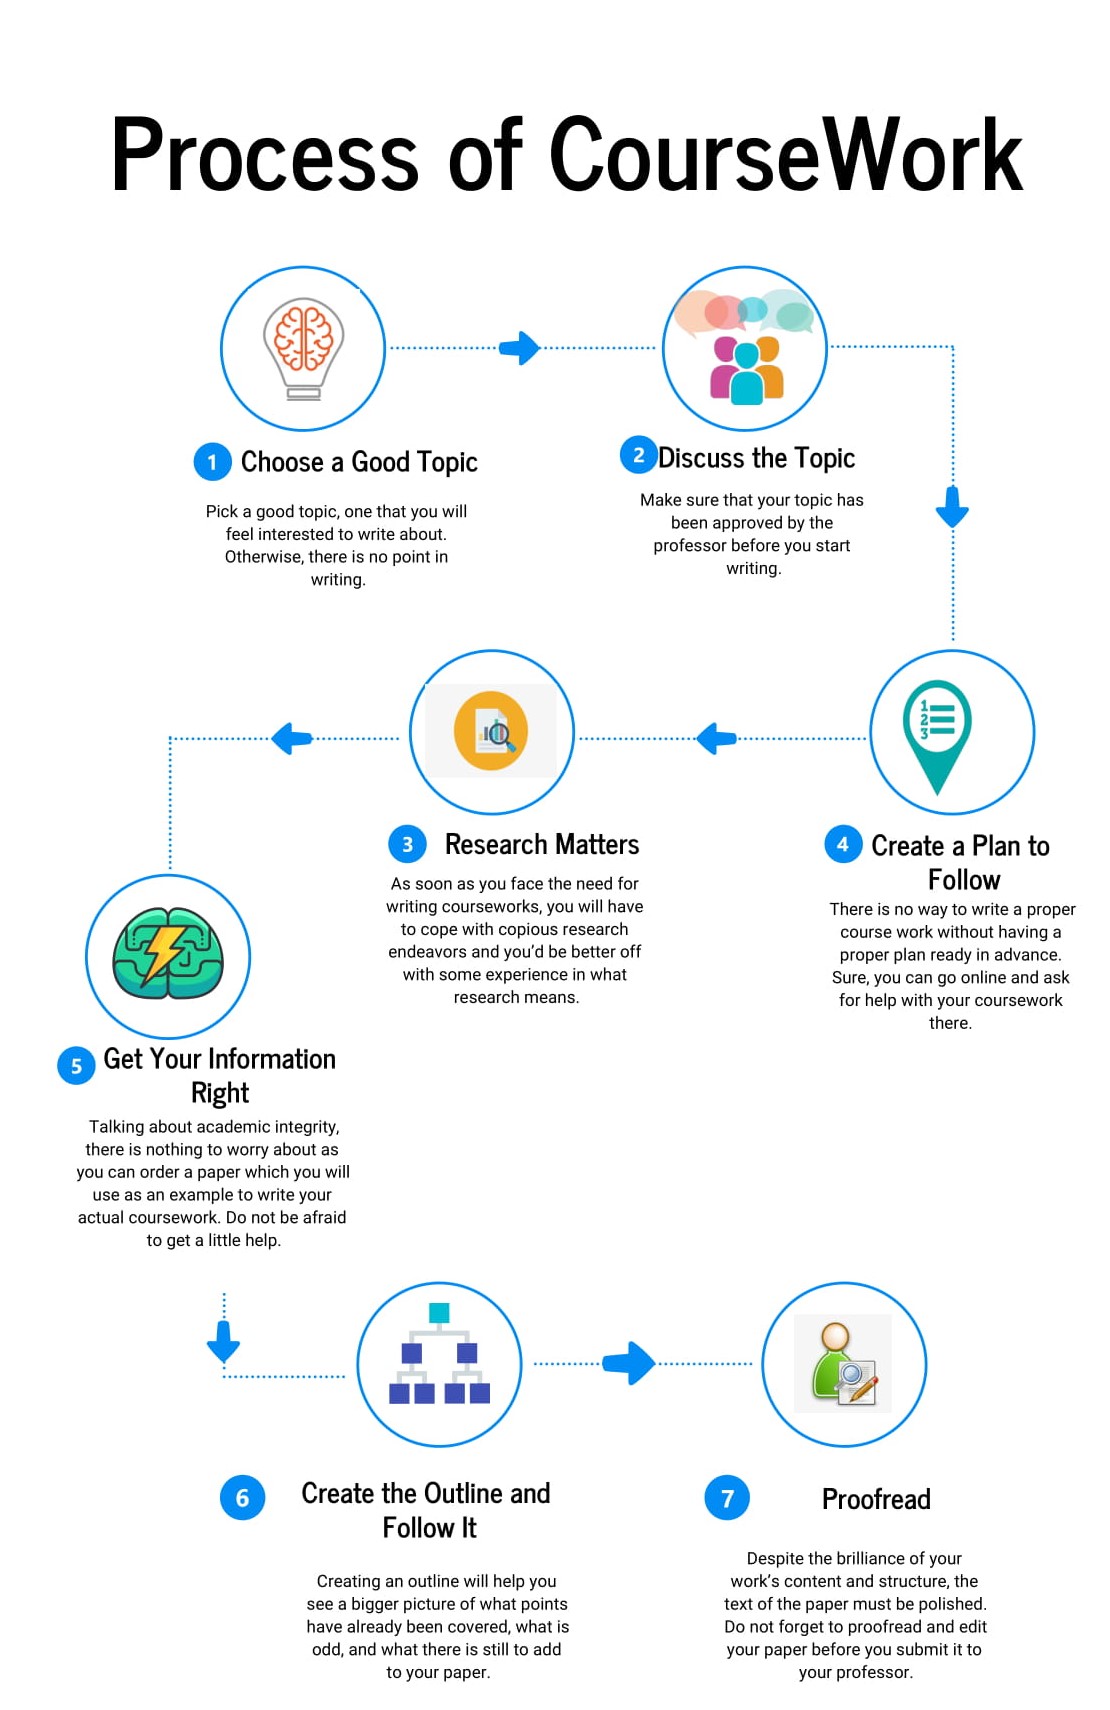 Process of CourseWork
1 Choose a Good Topic
Pick a good topic, one that you will
feel interested to write about.
Otherwise, there is no point in
writing.
2 Discuss the Topic
Make sure that your topic has
been approved by the
professor before you start
writing.
1
2
3
3 Research Matters
As soon as you face the need for
writing courseworks, you will have
to cope with copious research
endeavors and you'd be better off
with some experience in what
research means.
4 Create a Plan to
Follow
There is no way to write a proper
course work without having a
proper plan ready in advance.
Sure, you can go online and ask
for help with your coursework
there.
5 Get Your Information
Right
Talking about academic integrity,
there is nothing to worry about as
you can order a paper which you will
use as an example to write your
actual coursework. Do not be afraid
to get a little help.
6 Create the Outline and
Follow It
Creating an outline will help you
see a bigger picture of what points
have already been covered, what is
odd, and what there is still to add
to your paper.
7 Proofread
Despite the brilliance of your
work's content and structure, the
text of the paper must be polished.
Do not forget to proofread and edit
your paper before you submit it to
your professor.